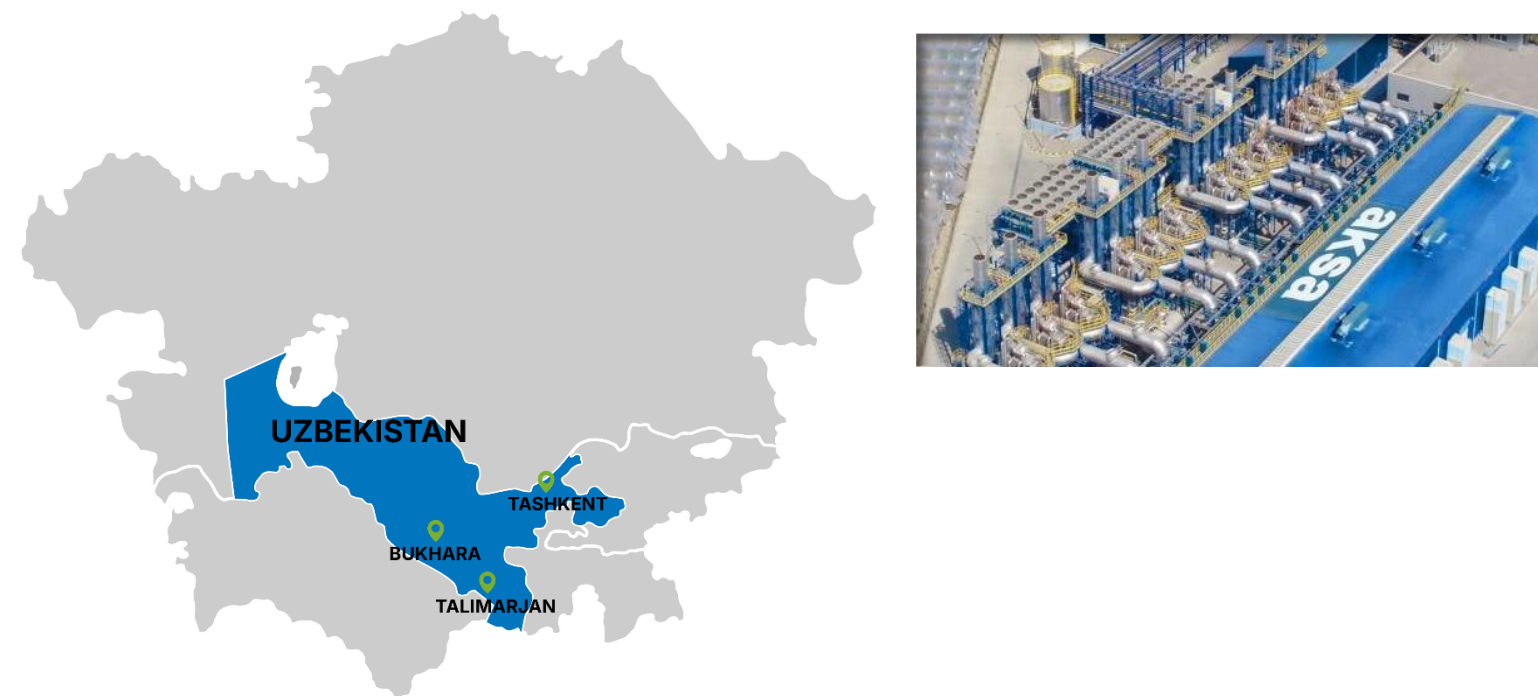 UZBEKISTAN
TASHKENT
BUKHARA
TALIMARJAN
aksa